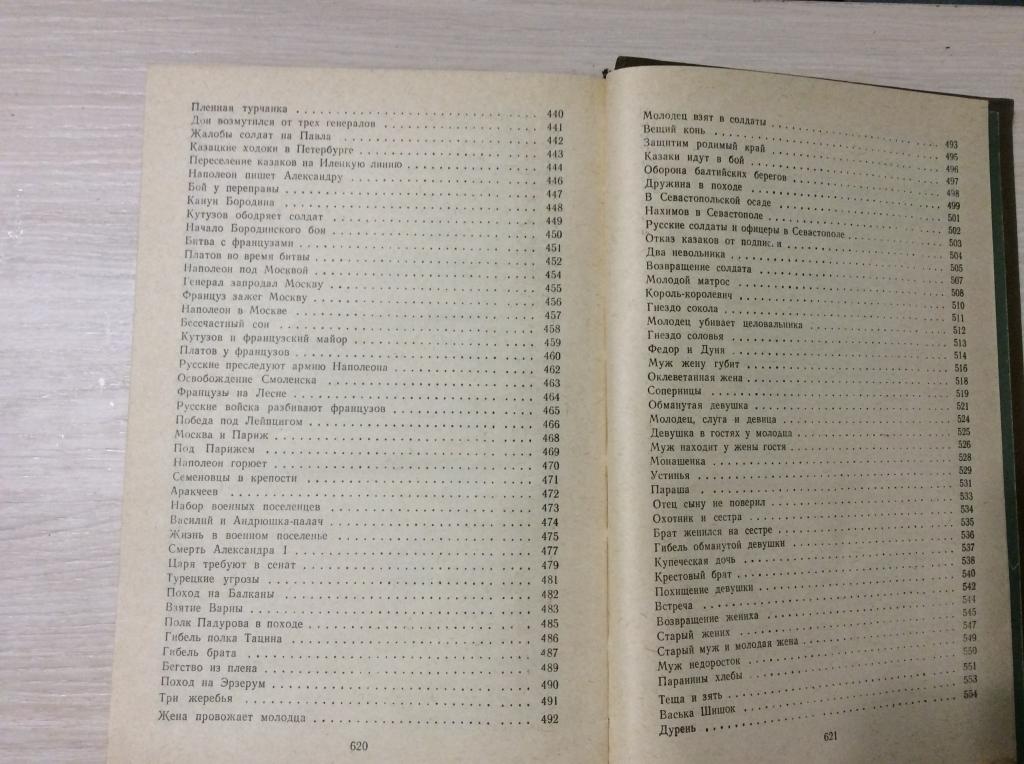 Пленная турчанка 440
Дон возмутился от трех генералов 441
Жалобы солдат на Павла 442
Казацкие ходоки в Петербурге 443
Переселение казаков на Илецкую линию 444
Наполеон пишет Александру 446
Бой у переправы 447
Канун Бородина 448
Кутузов ободряет солдат 449
Начало Бородинского боя 450
Битва с французами 451
Платов во время битвы 452
Наполеон под Москвой 454
Генерал запродал Москву 455
Француз зажег Москву 456
Наполеон в Москве 457
Бессчастный сон 458
Кутузов и французский майор 459
Платов у французов 460
Русские преследуют армию Наполеона 462
Освобождение Смоленска 463
Французы на Лесне 464
Русские войска разбивают французов 465
Победа под Лейпцигом 466
Москва и Париж 468
Под Парижем 469
Наполеон горюет 470
Семеновцы в крепости 471
Аракчеев 472
Набор военных поселенцев 473
Василий и Андрюшка-палач 474
Жизнь в военном поселенье 475
Смерть Александра I 477
Царя требуют в сенат 479
Турецкие угрозы 481
Поход на Балканы 482
Взятие Варны 483
Полк Падурова в походе 485
Гибель полка Тацина 486
Гибель брата 487
Бегство из плена 489
Поход на Эрзерум 490
Три жеребья 491
Жена провожает молодца 492
620
Молодец взят в солдаты 493
Вещий конь 495
Защитим родимый край 496
Казаки идут в бой 497
Оборона балтийских берегов 498
Дружина в походе 499
В Севастопольской осаде 501
Нахимов в Севастополе 502
Русские солдаты и офицеры в Севастополе 503
Отказ казаков от подписки 504
Два невольника 505
Возвращение солдата 507
Молодой матрос 508
Король-королевич 510
Гнездо сокола 511
Молодец убивает целовальника 512
Гнездо соловья 513
Федор и Дуня 514
Муж жену губит 516
Оклеветанная жена 518
Соперницы 519
Обманутая девушка 521
Молодец, слуга и девица 524
Девушка в гостях у молодца 525
Муж находит у жены гостя 526
Монашенка 528
Устинья 529
Параша 531
Отец сыну не поверил 533
Охотник и сестра 534
Брат женился на сестре 535
Гибель обманутой девушки 536
Купеческая дочь 537
Крестовый брат 538
Похищение девушки 540
Встреча 542
Возвращение жениха 544
Старый жених 545
Старый муж и молодая жена 547
Муж недоросток 549
Паранины хлебы 550
Теща и зять 551
Васька Шишок 553
Дурень 554
621